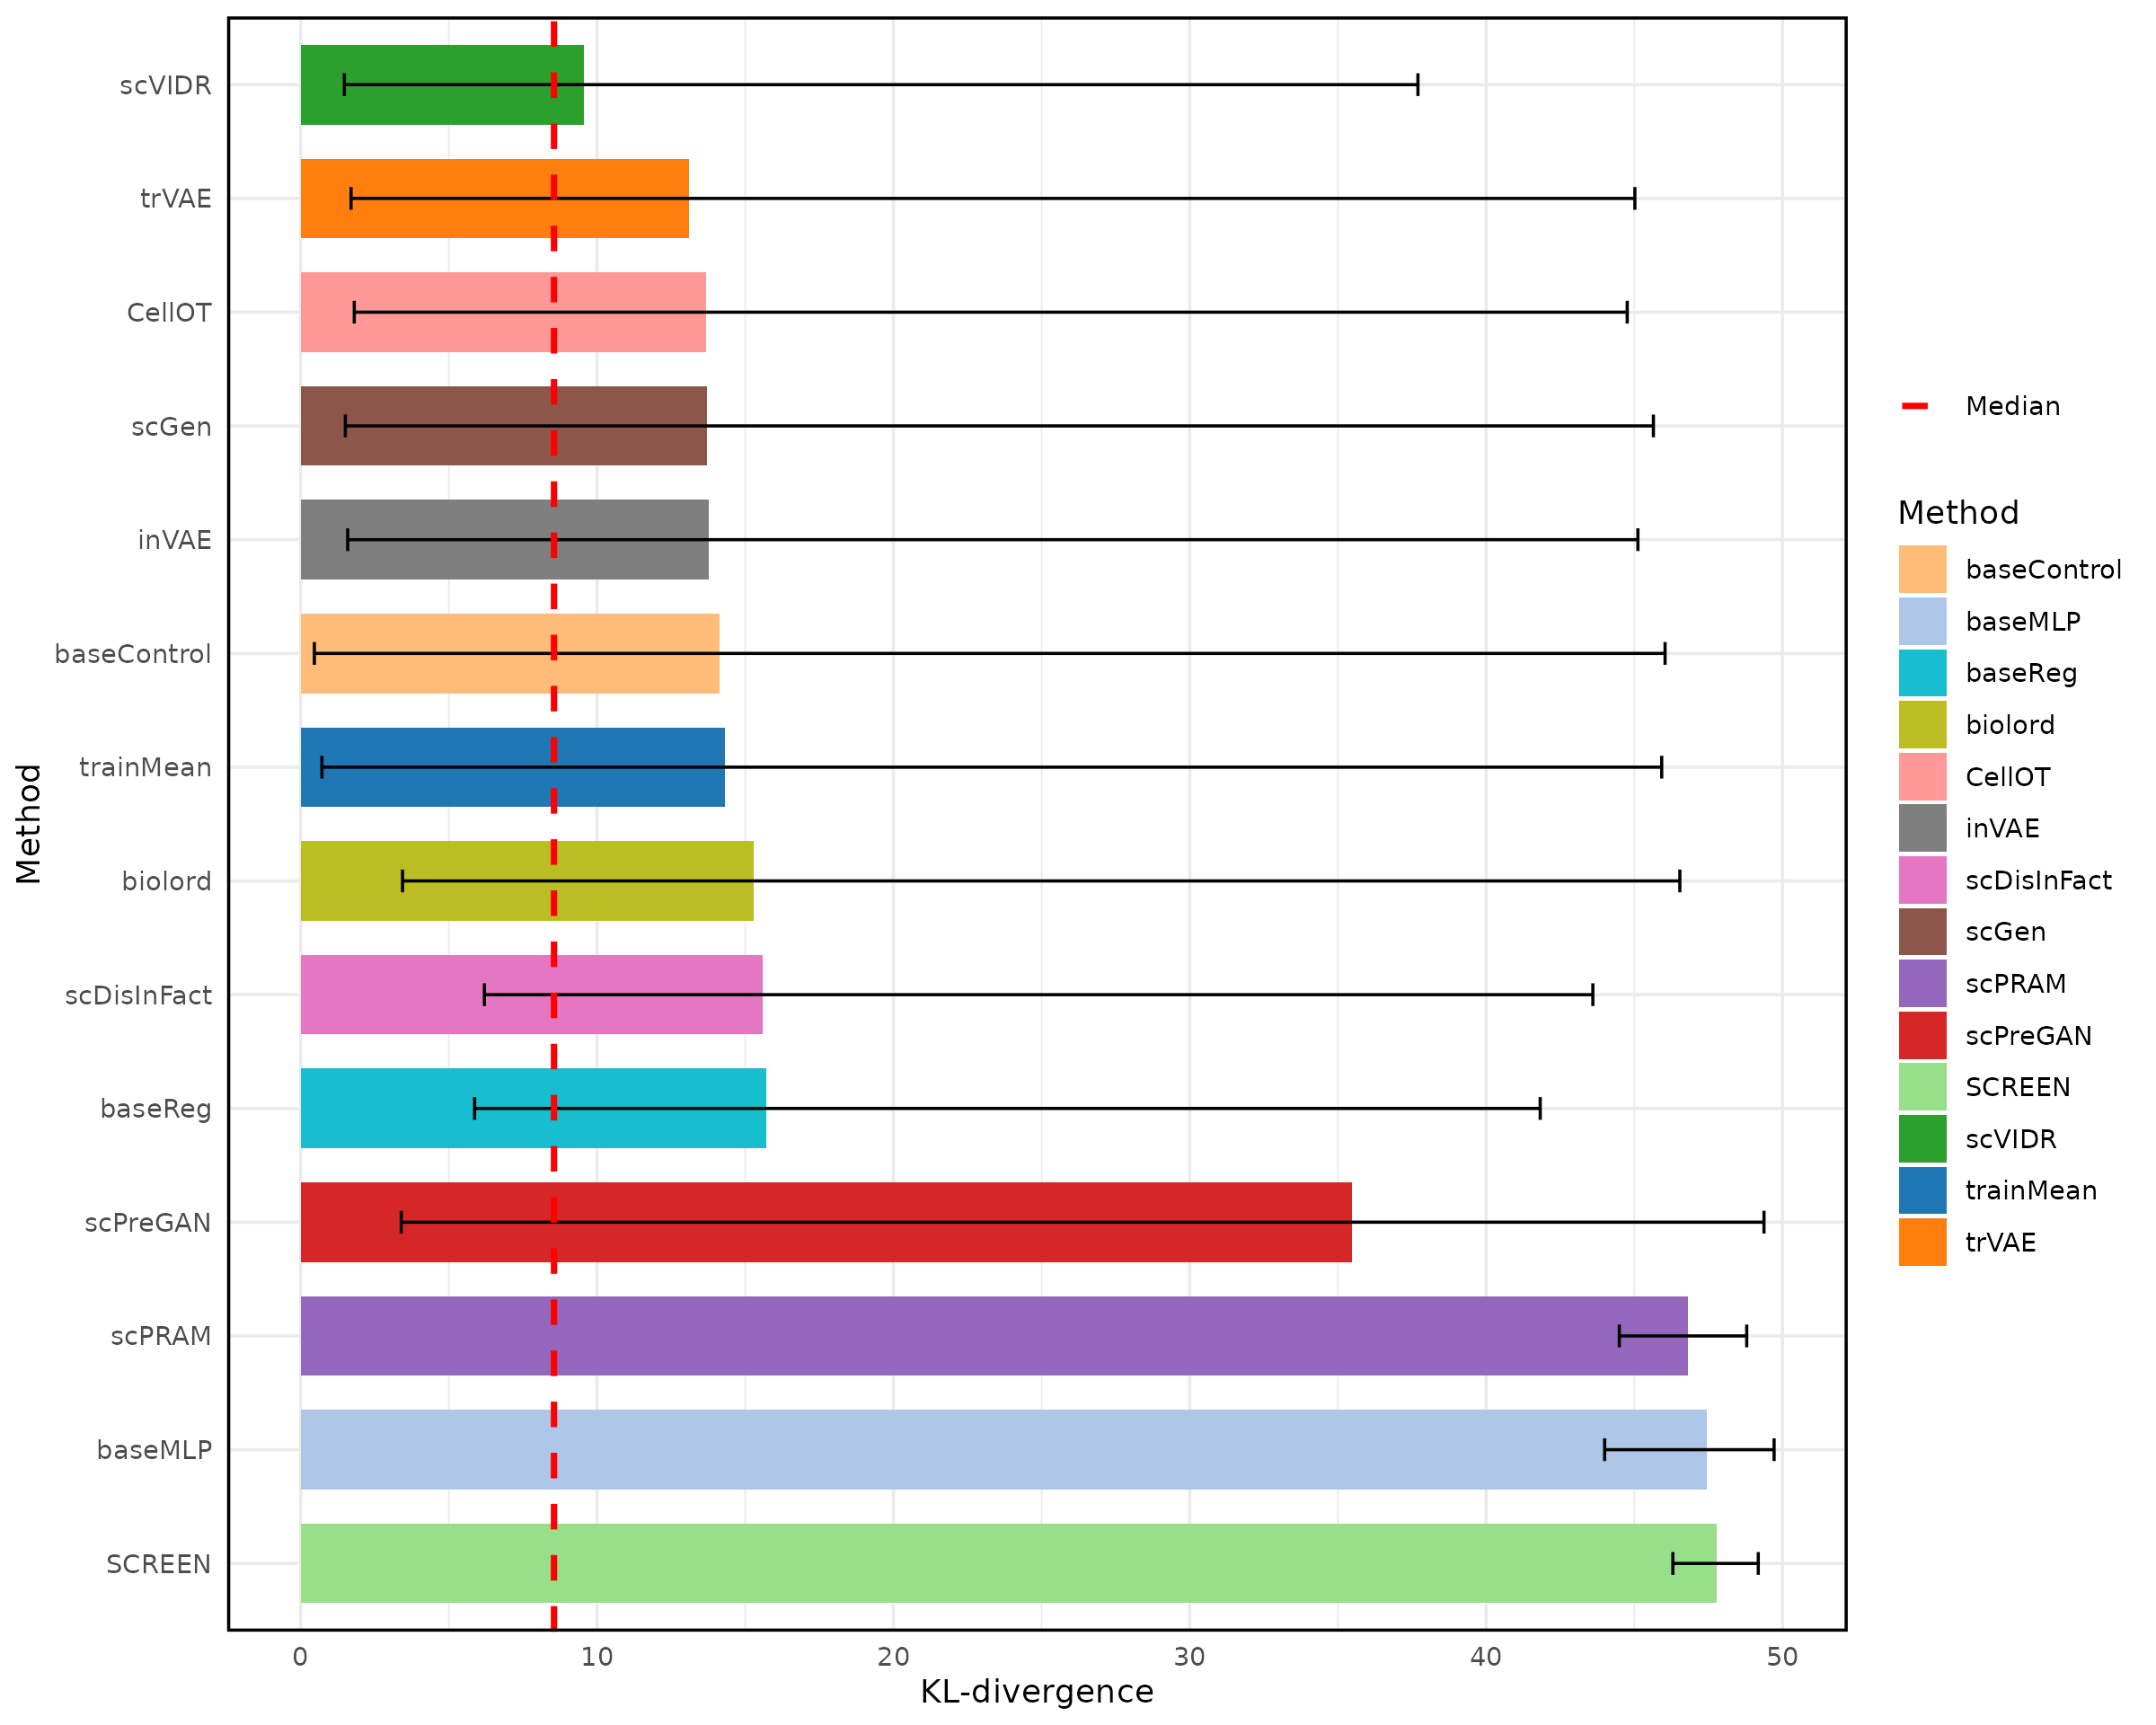 scVIDR
trVAE
CellOT
scGen
inVAE
baseControl
trainMean
biolord
scDisInFact
baseReg
scPreGAN
scPRAM
baseMLP
SCREEN
Method
0 10 20 30 40 50
KL-divergence
Median
Method
baseControl
baseMLP
baseReg
biolord
CellOT
inVAE
scDisInFact
scGen
scPRAM
scPreGAN
SCREEN
scVIDR
trainMean
trVAE